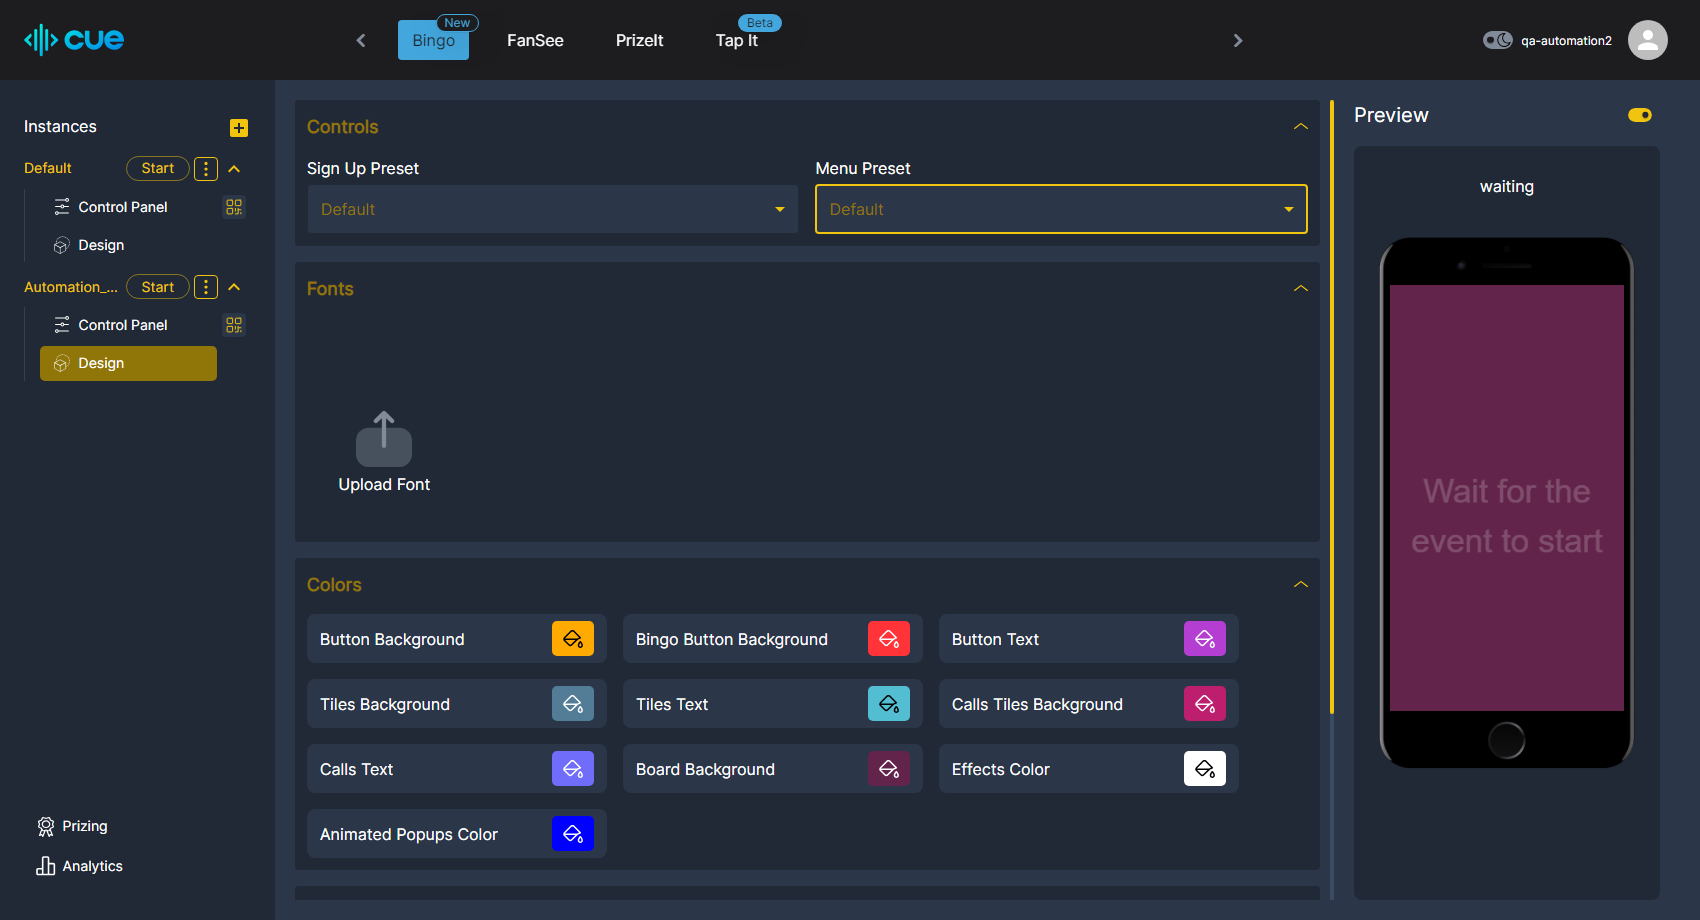 cue
Bingo
New
FanSee
PrizeIt
Tap It
Beta
qa-automation2
Instances
Default
Start
Control Panel
Design
Automation_...
Start
Control Panel
Design
Prizing
Analytics
Controls
Sign Up Preset
Default
Menu Preset
Default
Fonts
Upload Font
Colors
Button Background
Bingo Button Background
Button Text
Tiles Background
Tiles Text
Calls Tiles Background
Calls Text
Board Background
Effects Color
Animated Popups Color
Preview
waiting
Wait for the
event to start